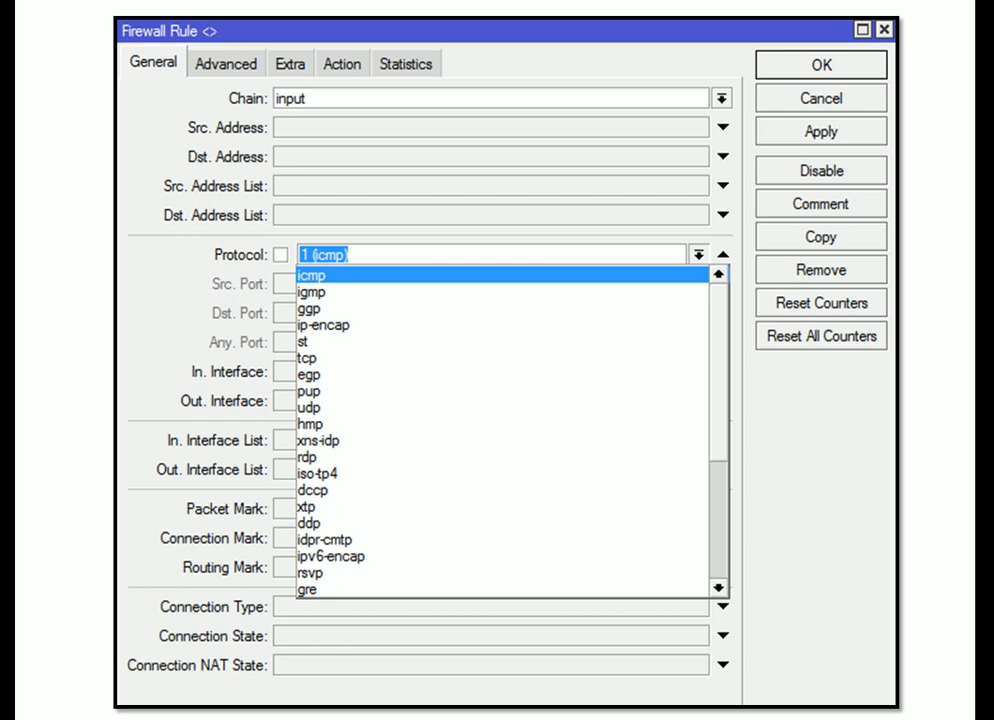 Firewall Rule <>
General Advanced Extra Action Statistics
Chain: input
Src. Address:
Dst. Address:
Src. Address List:
Dst. Address List:
Protocol: 1 (icmp)
icmp
igmp
ggp
ip-encap
st
tcp
egp
pup
udp
hmp
xns-idp
rdp
iso-tp4
dccp
xtp
ddp
idpr-cmtp
ipv6-encap
rsvp
gre
Src. Port:
Dst. Port:
Any. Port:
In. Interface:
Out. Interface:
In. Interface List:
Out. Interface List:
Packet Mark:
Connection Mark:
Routing Mark:
Connection Type:
Connection State:
Connection NAT State:
OK
Cancel
Apply
Disable
Comment
Copy
Remove
Reset Counters
Reset All Counters